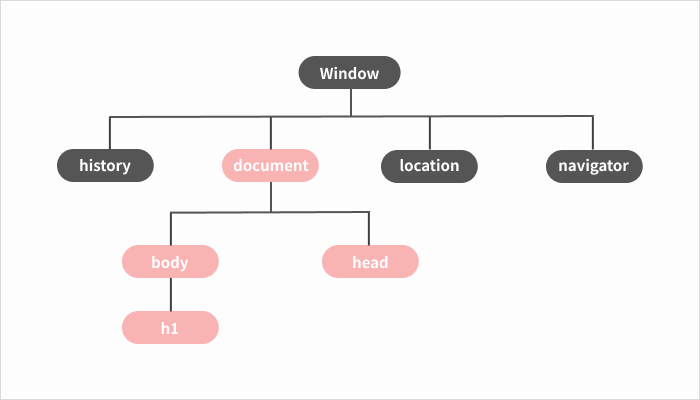 Window
history
document
location
navigator
body
head
h1